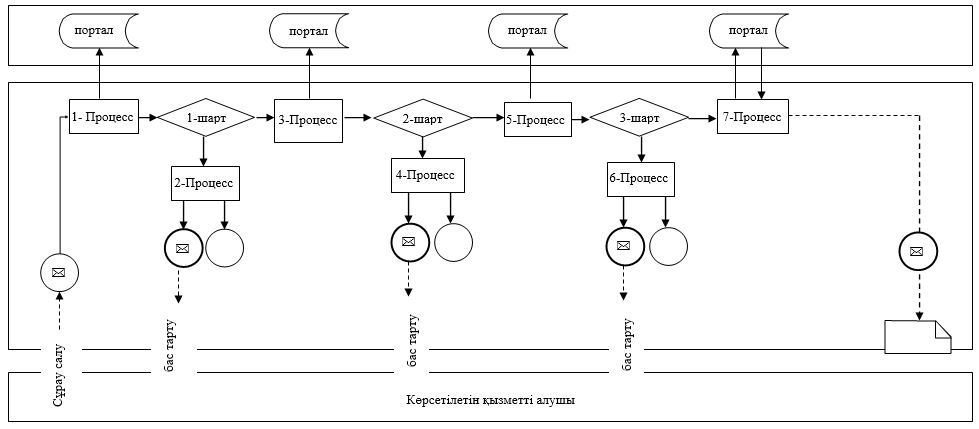 портал
портал
портал
портал
1- Процесс
1-шарт
3-Процесс
2-шарт
5-Процесс
3-шарт
7-Процесс
2-Процесс
4-Процесс
6-Процесс
Сұрау салу
бас тарту
бас тарту
бас тарту
Көрсетілетін қызметті алушы